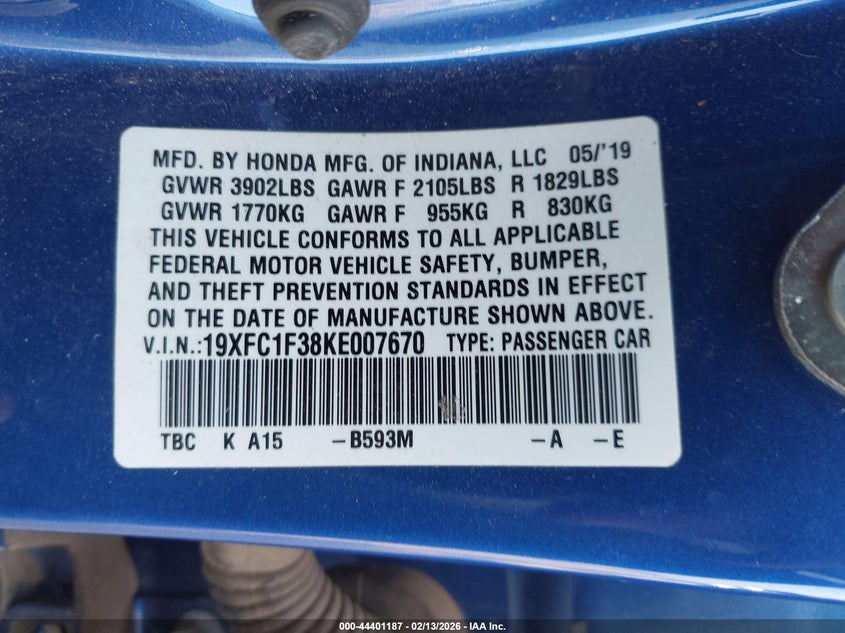 MFD. BY HONDA MFG. OF INDIANA, LLC 05/'19
GVWR 3902LBS GAWR F 2105LBS R 1829LBS
GVWR 1770KG GAWR F 955KG R 830KG
THIS VEHICLE CONFORMS TO ALL APPLICABLE
FEDERAL MOTOR VEHICLE SAFETY, BUMPER,
AND THEFT PREVENTION STANDARDS IN EFFECT
ON THE DATE OF MANUFACTURE SHOWN ABOVE.
V.I.N.:19XFC1F38KE007670 TYPE: PASSENGER CAR
TBC K A15 –B593M –A –E
000-44401187 - 02/13/2026 - IAA Inc.